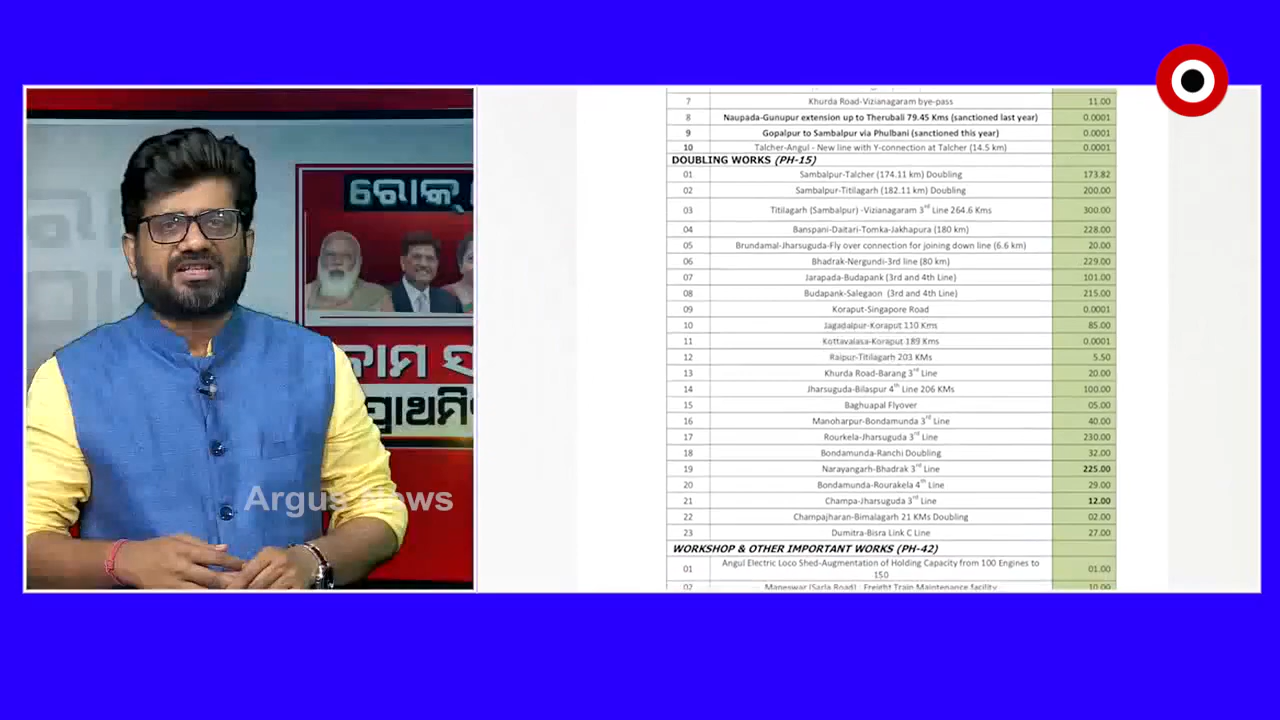 ରୋକ୍
ନାମ ସ
ପ୍ରାଥମି
Argus News
7 Khurda Road-Vizianagaram bye-pass 11.00
8 Naupada-Gunupur extension up to Therubali 79.45 Kms (sanctioned last year) 0.0001
9 Gopalpur to Sambalpur via Phulbani (sanctioned this year) 0.0001
10 Talcher-Angul - New line with Y-connection at Talcher (14.5 km) 0.0001
DOUBLING WORKS (PH-15)
01 Sambalpur-Talcher (174.11 km) Doubling 173.82
02 Sambalpur-Titilagarh (182.11 km) Doubling 200.00
03 Titilagarh (Sambalpur) -Vizianagaram 3rd Line 264.6 Kms 300.00
04 Banspani-Daitari-Tomka-Jakhapura (180 km) 228.00
05 Brundamal-Jharsuguda-Fly over connection for joining down line (6.6 km) 20.00
06 Bhadrak-Nergundi-3rd line (80 km) 229.00
07 Jarapada-Budapank (3rd and 4th Line) 101.00
08 Budapank-Salegaon (3rd and 4th Line) 215.00
09 Koraput-Singapore Road 0.0001
10 Jagadalpur-Koraput 110 Kms 85.00
11 Kottavalasa-Koraput 189 Kms 0.0001
12 Raipur-Titilagarh 203 KMs 5.50
13 Khurda Road-Barang 3rd Line 20.00
14 Jharsuguda-Bilaspur 4th Line 206 KMs 100.00
15 Baghuapal Flyover 05.00
16 Manoharpur-Bondamunda 3rd Line 40.00
17 Rourkela-Jharsuguda 3rd Line 230.00
18 Bondamunda-Ranchi Doubling 32.00
19 Narayangarh-Bhadrak 3rd Line 225.00
20 Bondamunda-Rourakela 4th Line 29.00
21 Champa-Jharsuguda 3rd Line 12.00
22 Champajharan-Bimalagarh 21 KMs Doubling 02.00
23 Dumitra-Bisra Link C Line 27.00
WORKSHOP & OTHER IMPORTANT WORKS (PH-42)
01 Angul Electric Loco Shed-Augmentation of Holding Capacity from 100 Engines to 01.00
150
02 Maneswar (Sarla Road) : Freight Train Maintenance facility 10.00